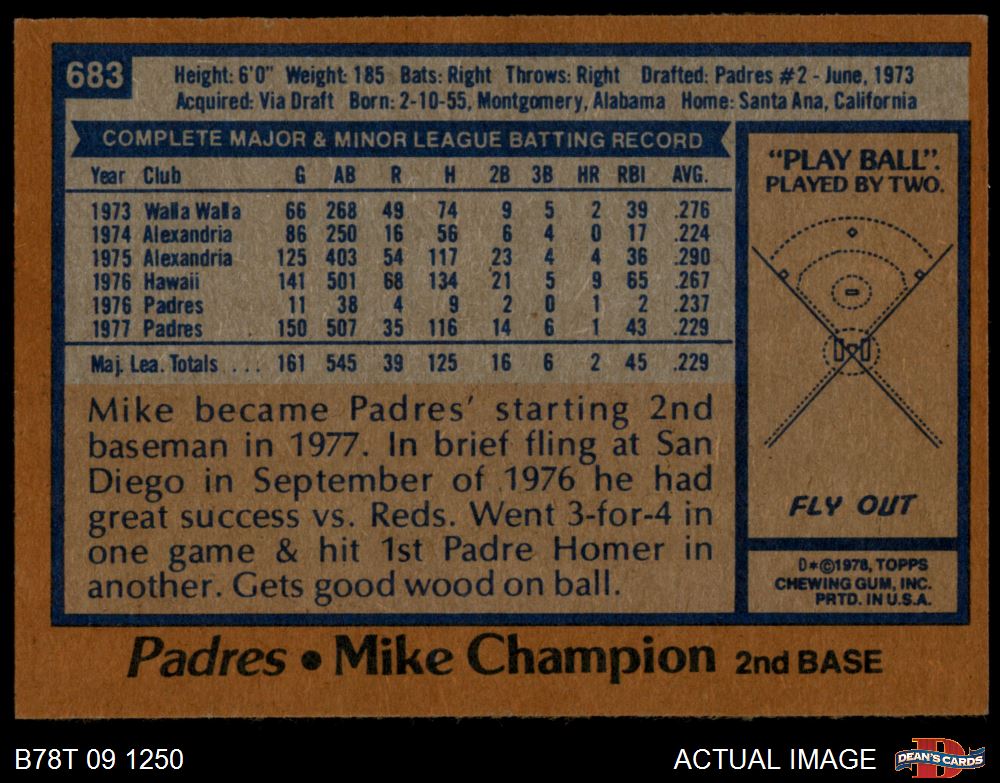 683
Height: 6'0" Weight: 185 Bats: Right Throws: Right Drafted: Padres #2 - June, 1973
Acquired: Via Draft Born: 2-10-55, Montgomery, Alabama Home: Santa Ana, California
COMPLETE MAJOR & MINOR LEAGUE BATTING RECORD
Year Club G AB R H 2B 3B HR RBI AVG.
1973 Walla Walla 66 268 49 74 9 5 2 39 .276
1974 Alexandria 86 250 16 56 6 4 0 17 .224
1975 Alexandria 125 403 54 117 23 4 4 36 .290
1976 Hawaii 141 501 68 134 21 5 9 65 .267
1976 Padres 11 38 4 9 2 0 1 2 .237
1977 Padres 150 507 35 116 14 6 1 43 .229
Maj. Lea. Totals . . . 161 545 39 125 16 6 2 45 .229
Mike became Padres' starting 2nd
baseman in 1977. In brief fling at San
Diego in September of 1976 he had
great success vs. Reds. Went 3-for-4 in
one game & hit 1st Padre Homer in
another. Gets good wood on ball.
"PLAY BALL".
PLAYED BY TWO.
FLY OUT
D*©1978, TOPPS
CHEWING GUM, INC.
PRTD. IN U.S.A.
Padres • Mike Champion 2nd BASE
B78T 09 1250
ACTUAL IMAGE
D
DEAN'S CARDS